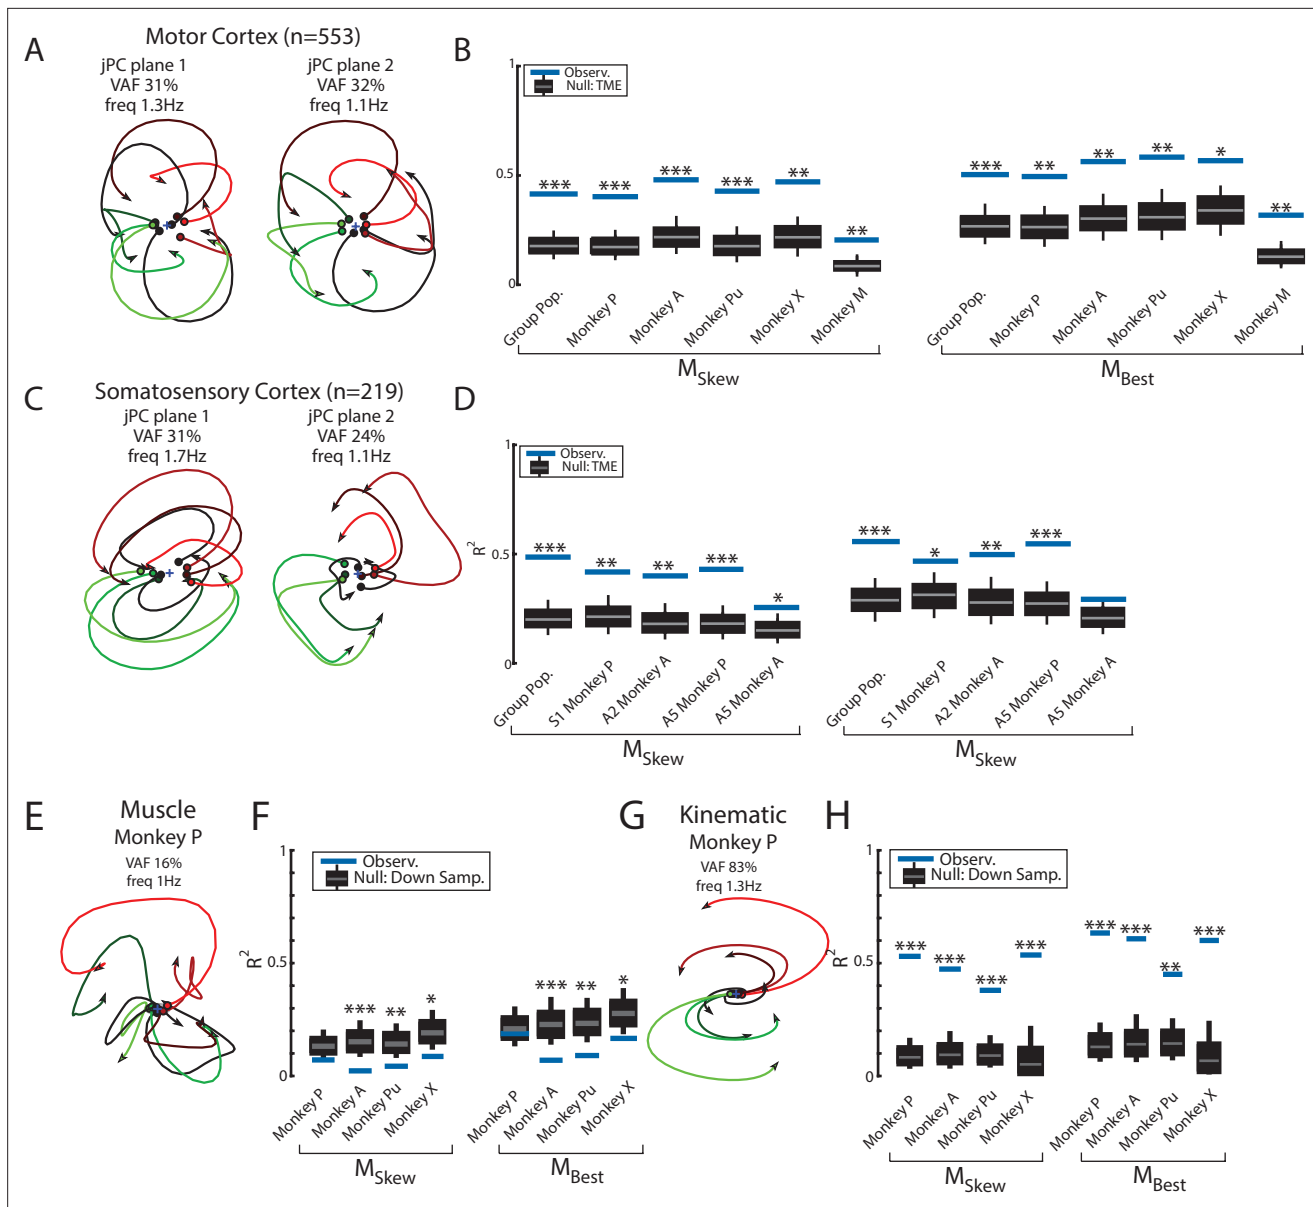 A
Motor Cortex (n=553)
jPC plane 1
VAF 31%
freq 1.3Hz
jPC plane 2
VAF 32%
freq 1.1Hz
B
1
0.5
0
Observ.
Null: TME
***
***
***
***
**
**
***
**
**
**
*
**
Group Pop.
Monkey P
Monkey A
Monkey Pu
Monkey X
Monkey M
MSkew
Group Pop.
Monkey P
Monkey A
Monkey Pu
Monkey X
Monkey M
MBest
C
Somatosensory Cortex (n=219)
jPC plane 1
VAF 31%
freq 1.7Hz
jPC plane 2
VAF 24%
freq 1.1Hz
D
1
0.5
0
R2
Observ.
Null: TME
***
**
**
***
*
***
*
**
***
Group Pop.
S1 Monkey P
A2 Monkey A
A5 Monkey P
A5 Monkey A
MSkew
Group Pop.
S1 Monkey P
A2 Monkey A
A5 Monkey P
A5 Monkey A
MSkew
E
Muscle
Monkey P
VAF 16%
freq 1Hz
F
1
0.5
0
R2
Observ.
Null: Down Samp.
***
**
*
***
**
*
Monkey P
Monkey A
Monkey Pu
Monkey X
MSkew
Monkey P
Monkey A
Monkey Pu
Monkey X
MBest
G
Kinematic
Monkey P
VAF 83%
freq 1.3Hz
H
1
0.5
0
R2
Observ.
Null: Down Samp.
***
***
***
***
***
***
**
***
Monkey P
Monkey A
Monkey Pu
Monkey X
MSkew
Monkey P
Monkey A
Monkey Pu
Monkey X
MBest